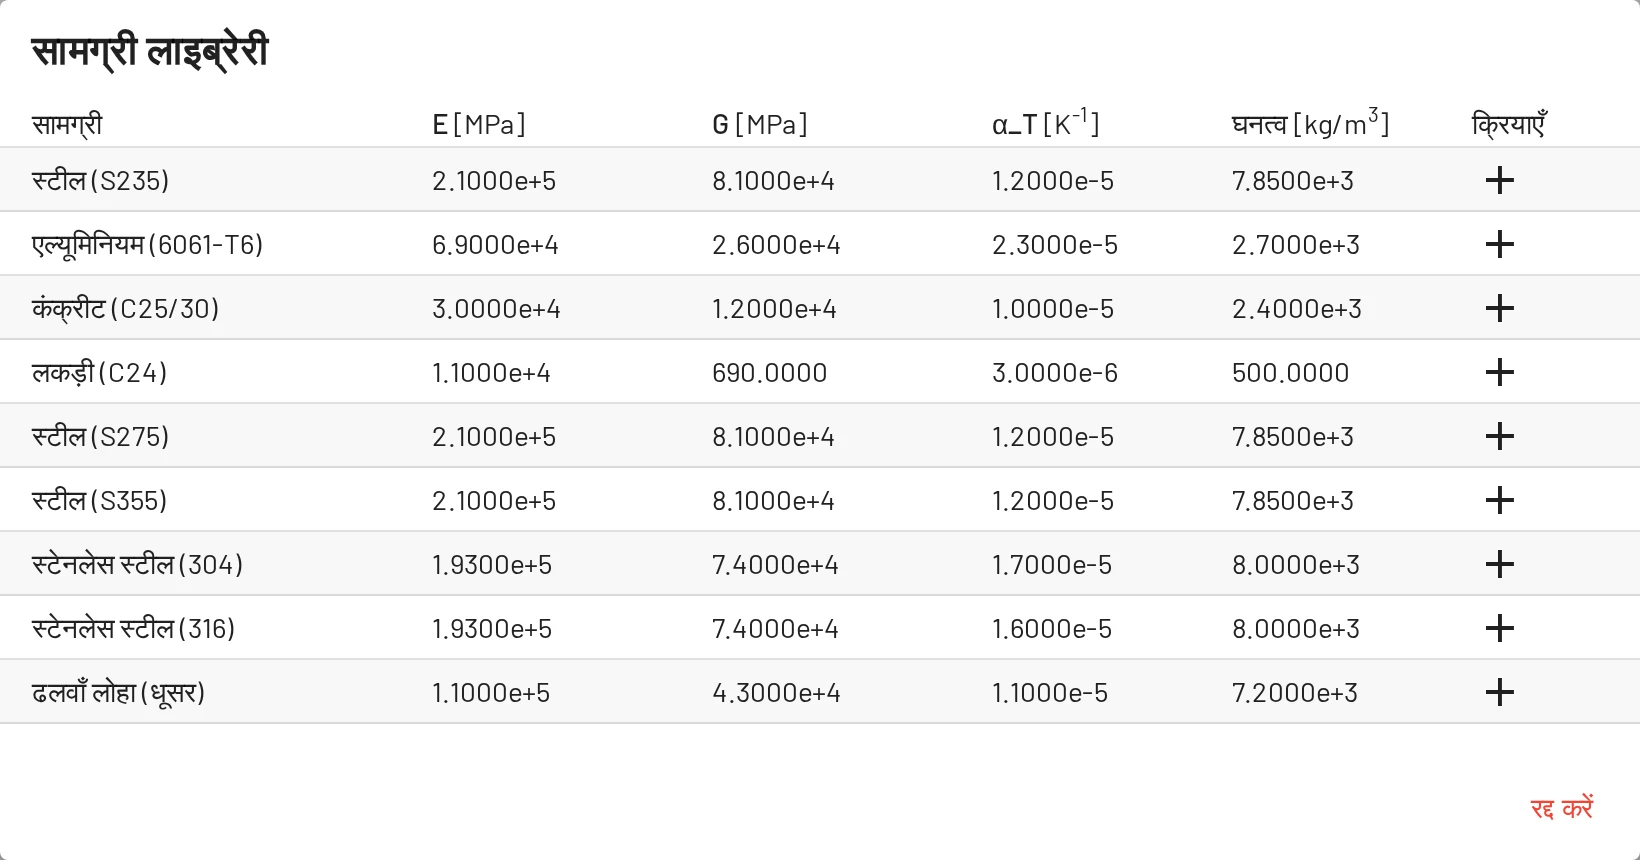 सामग्री लाइब्रेरी
सामग्री E [MPa] G [MPa] α_T [K⁻¹] घनत्व [kg/m³] क्रियाएँ
स्टील (S235) 2.1000e+5 8.1000e+4 1.2000e-5 7.8500e+3 +
एल्यूमिनियम (6061-T6) 6.9000e+4 2.6000e+4 2.3000e-5 2.7000e+3 +
कंक्रीट (C25/30) 3.0000e+4 1.2000e+4 1.0000e-5 2.4000e+3 +
लकड़ी (C24) 1.1000e+4 690.0000 3.0000e-6 500.0000 +
स्टील (S275) 2.1000e+5 8.1000e+4 1.2000e-5 7.8500e+3 +
स्टील (S355) 2.1000e+5 8.1000e+4 1.2000e-5 7.8500e+3 +
स्टेनलेस स्टील (304) 1.9300e+5 7.4000e+4 1.7000e-5 8.0000e+3 +
स्टेनलेस स्टील (316) 1.9300e+5 7.4000e+4 1.6000e-5 8.0000e+3 +
ढलवाँ लोहा (धूसर) 1.1000e+5 4.3000e+4 1.1000e-5 7.2000e+3 +
रद्द करें